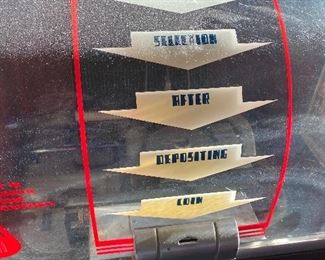 SELECTION
AFTER
DEPOSITING
COIN